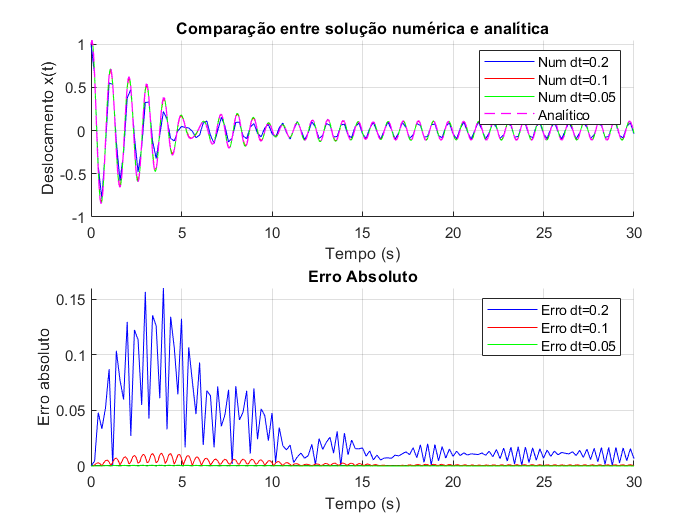 Comparação entre solução numérica e analítica
Deslocamento x(t)
1
0.5
0
-0.5
-1
Num dt=0.2
Num dt=0.1
Num dt=0.05
Analítico
0 5 10 15 20 25 30
Tempo (s)
Erro Absoluto
Erro absoluto
0.15
0.1
0.05
0
Erro dt=0.2
Erro dt=0.1
Erro dt=0.05
0 5 10 15 20 25 30
Tempo (s)